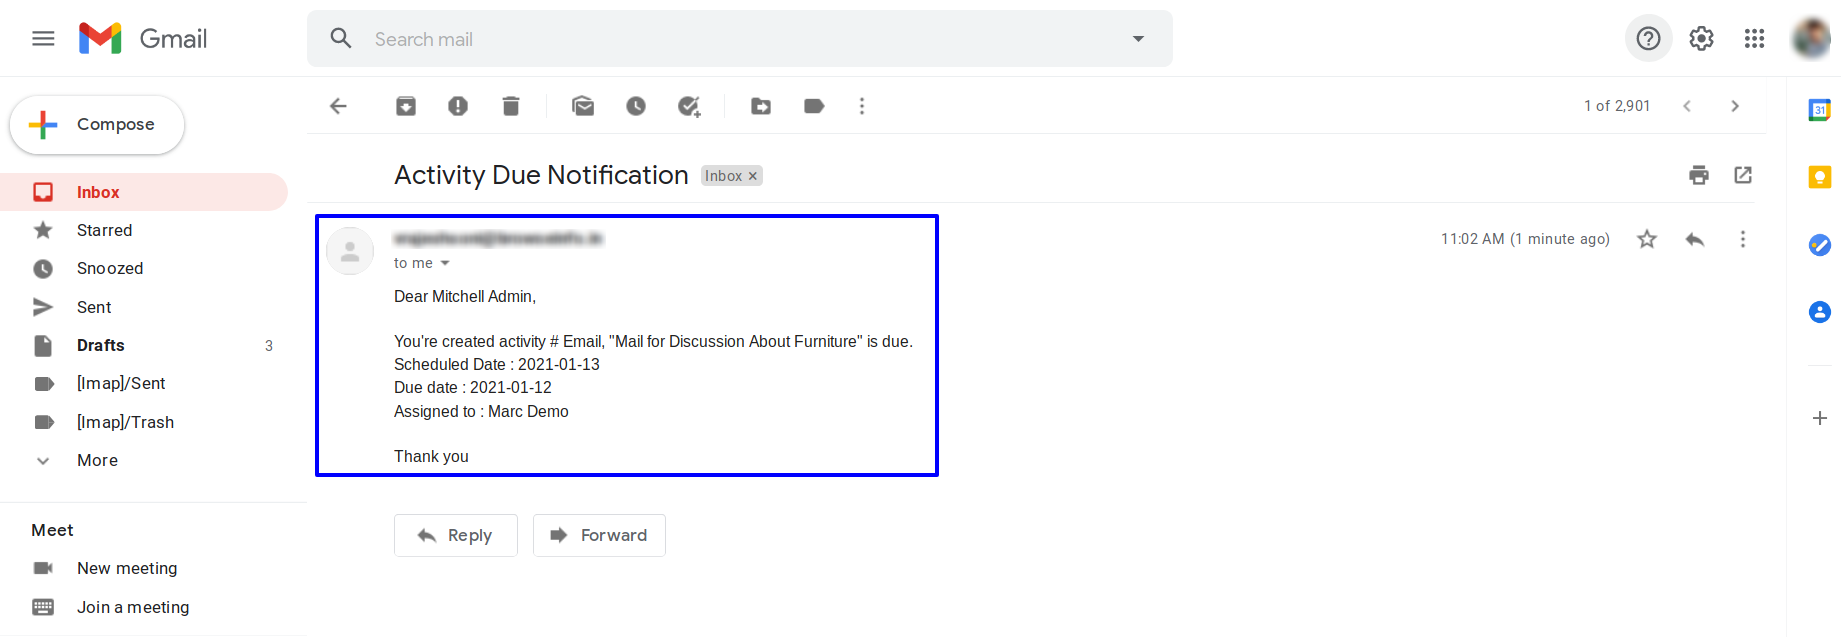 Gmail
Search mail
Compose
1 of 2,901
31
Inbox
Starred
Snoozed
Sent
Drafts 3
[Imap]/Sent
[Imap]/Trash
More
Meet
New meeting
Join a meeting
Activity Due Notification Inbox ×
11:02 AM (1 minute ago)
to me
Dear Mitchell Admin,
You're created activity # Email, "Mail for Discussion About Furniture" is due.
Scheduled Date : 2021-01-13
Due date : 2021-01-12
Assigned to : Marc Demo
Thank you
Reply
Forward